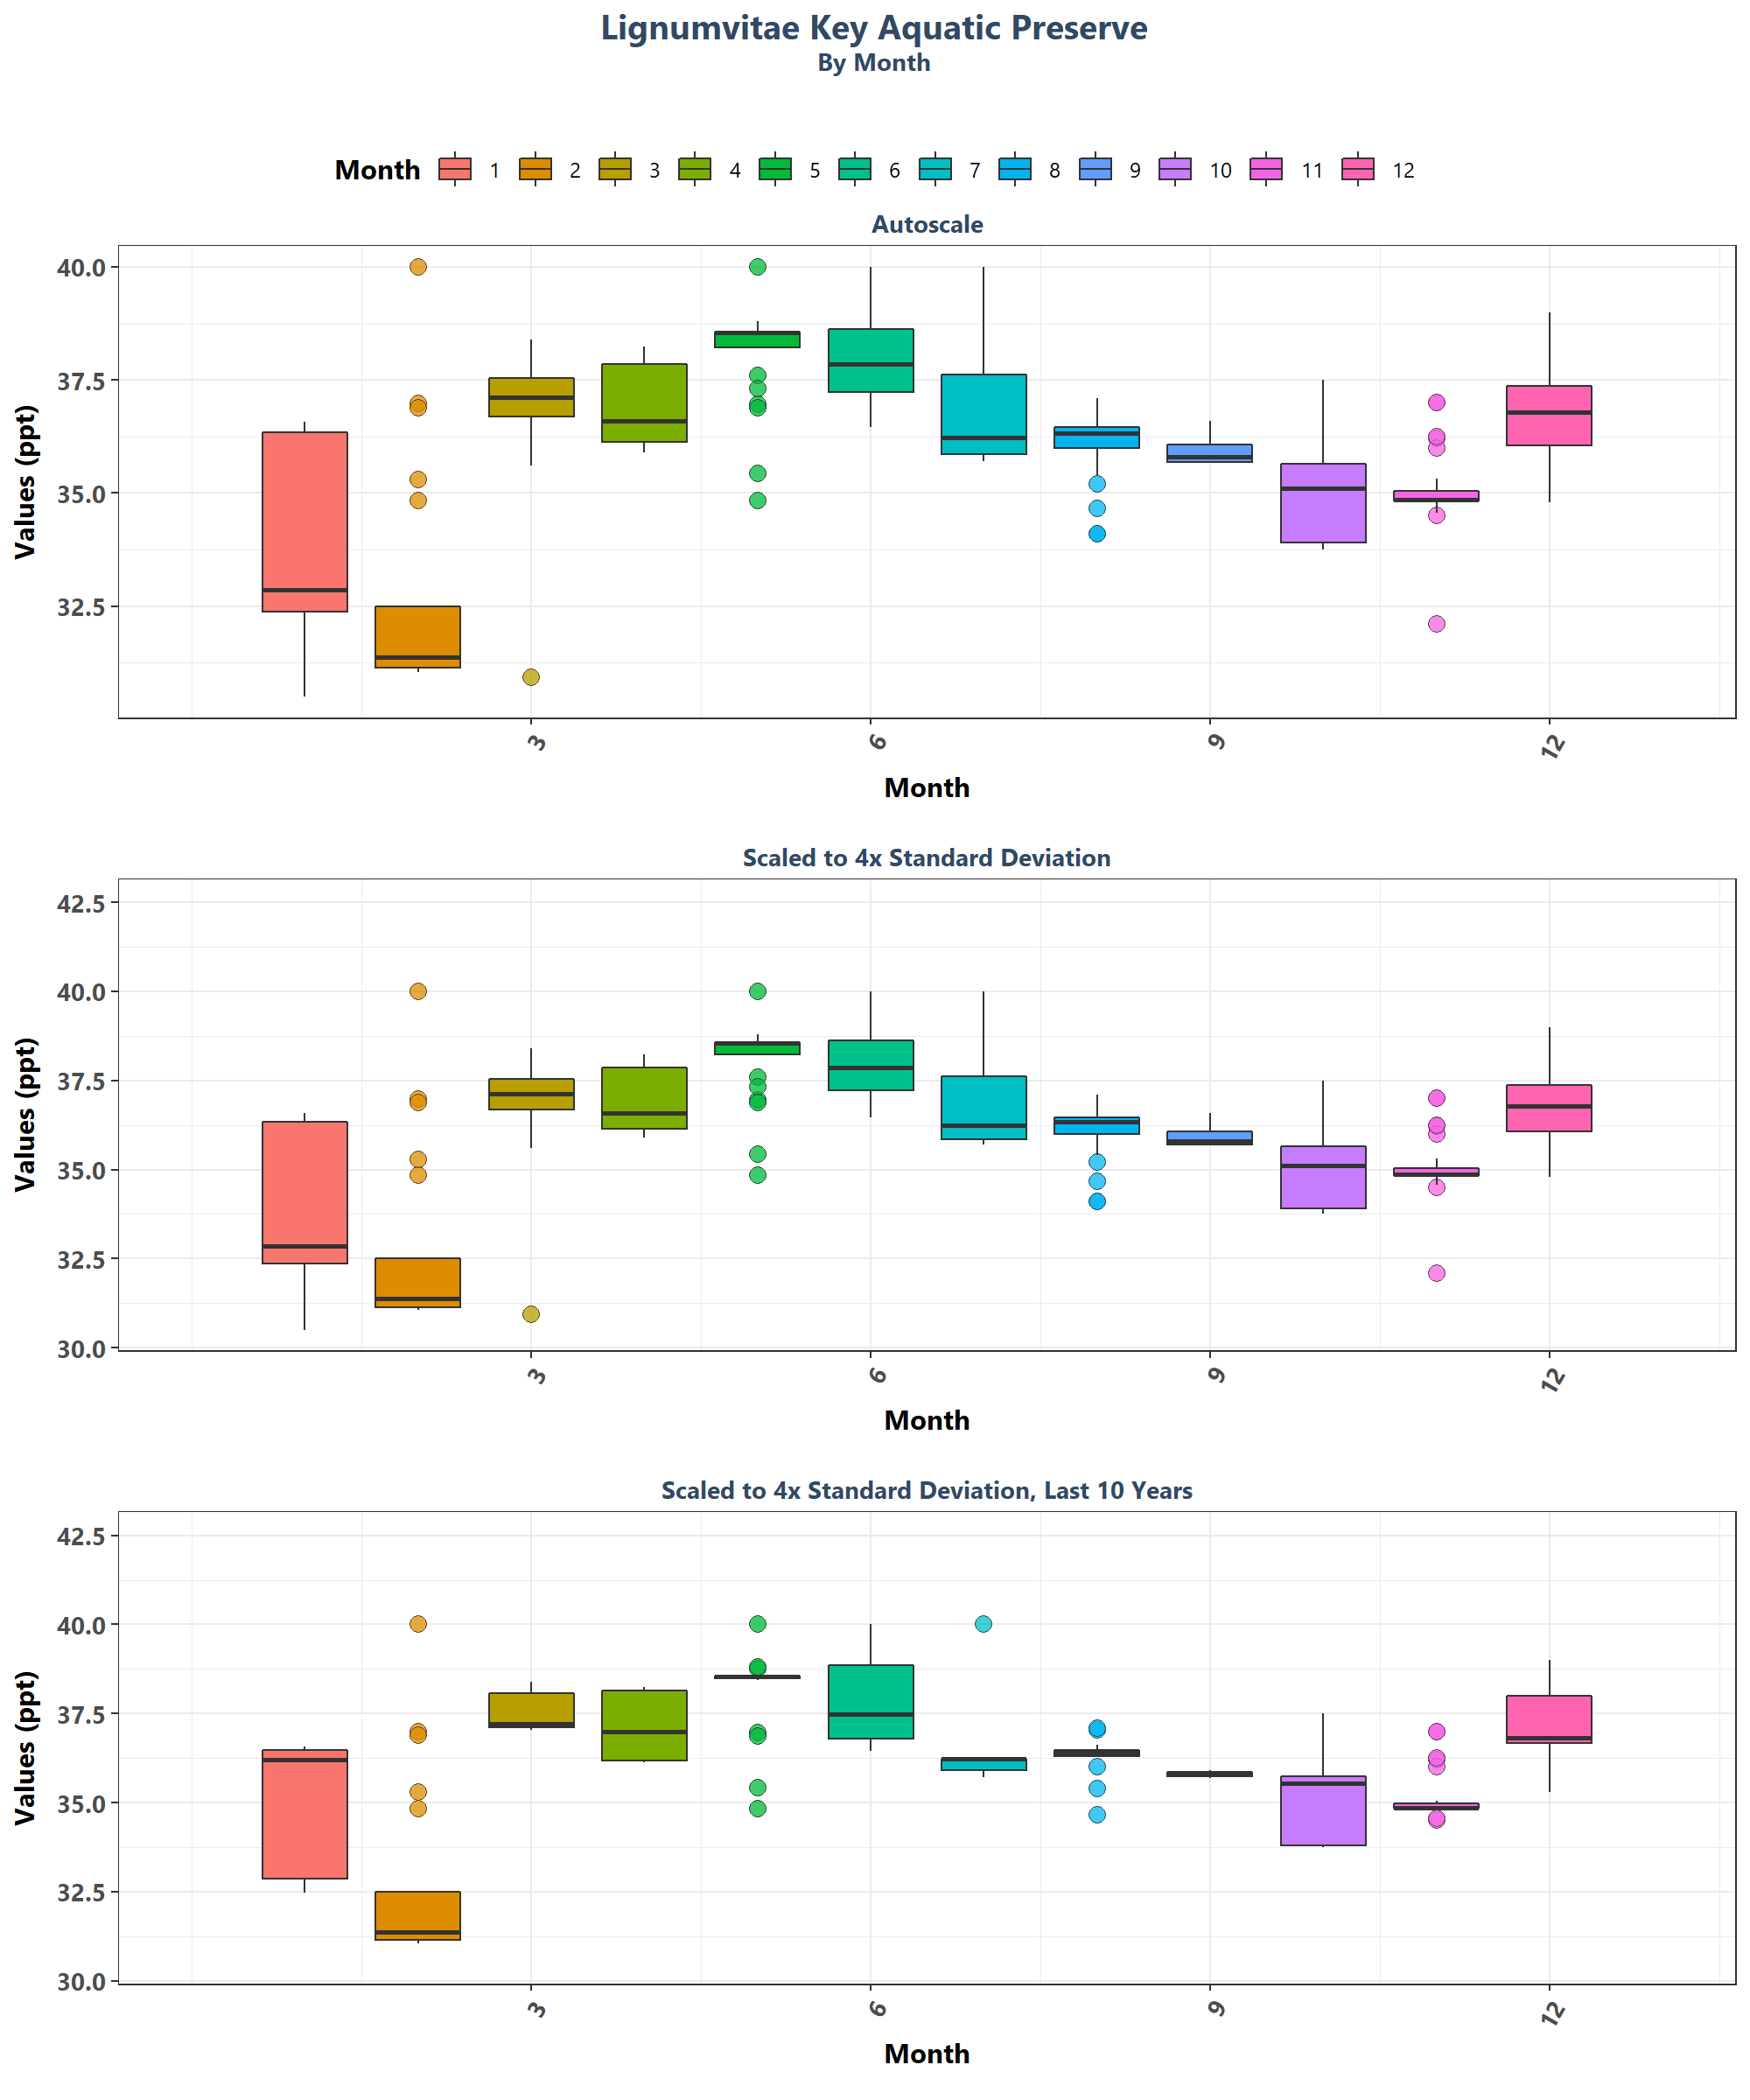 Lignumvitae Key Aquatic Preserve
By Month
Month 1 2 3 4 5 6 7 8 9 10 11 12
Autoscale
Values (ppt)
40.0
37.5
35.0
32.5
3 6 9 12
Month
Scaled to 4x Standard Deviation
Values (ppt)
42.5
40.0
37.5
35.0
32.5
30.0
3 6 9 12
Month
Scaled to 4x Standard Deviation, Last 10 Years
Values (ppt)
42.5
40.0
37.5
35.0
32.5
30.0
3 6 9 12
Month